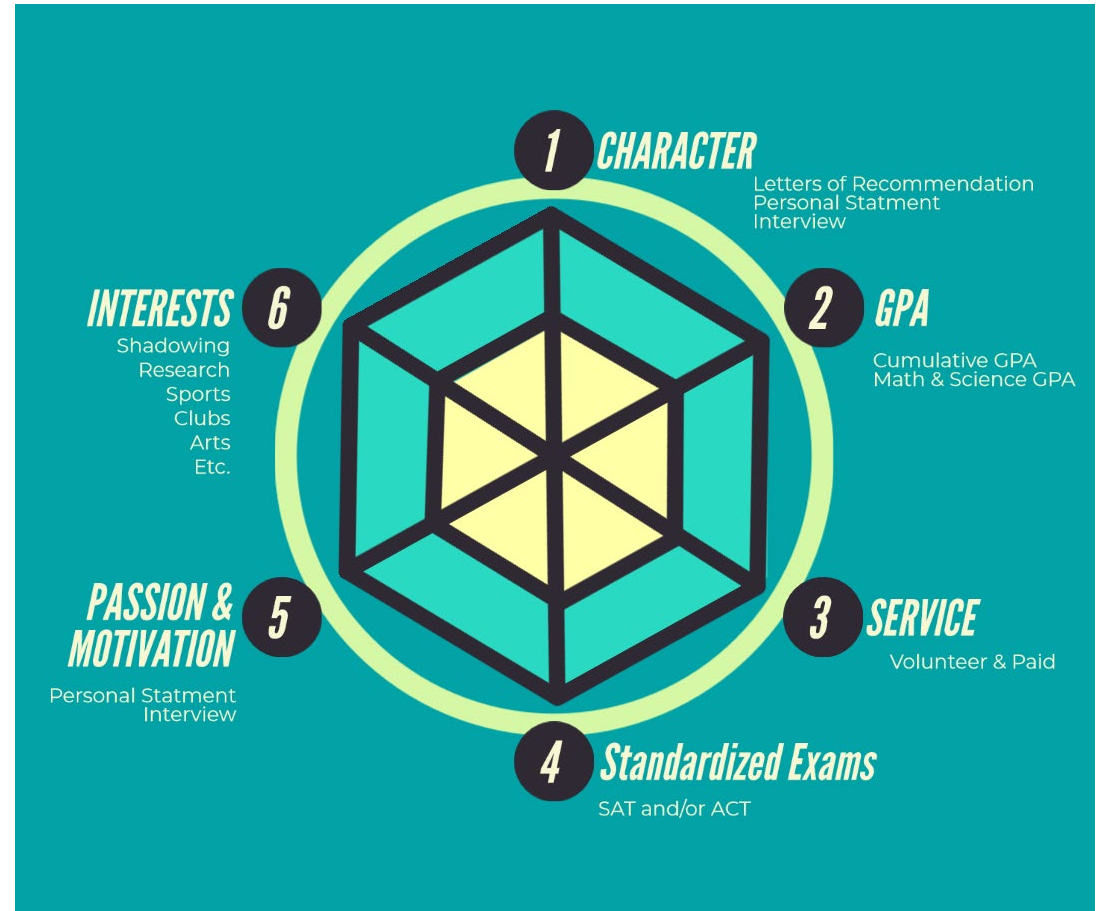 1 CHARACTER
Letters of Recommendation
Personal Statment
Interview
2 GPA
Cumulative GPA
Math & Science GPA
3 SERVICE
Volunteer & Paid
4 Standardized Exams
SAT and/or ACT
5 PASSION &
MOTIVATION
Personal Statment
Interview
6 INTERESTS
Shadowing
Research
Sports
Clubs
Arts
Etc.